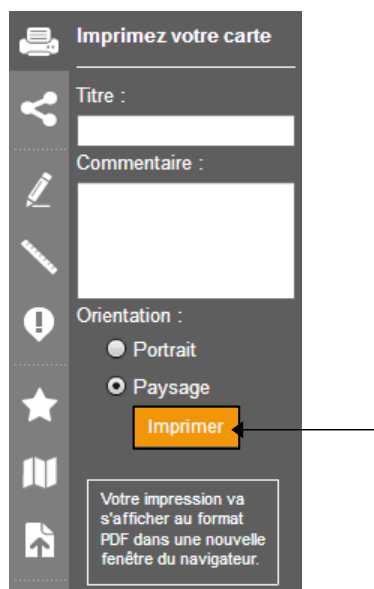 Imprimez votre carte
Titre :
Commentaire :
Orientation :
Portrait
Paysage
Imprimer
Votre impression va
s'afficher au format
PDF dans une nouvelle
fenêtre du navigateur.